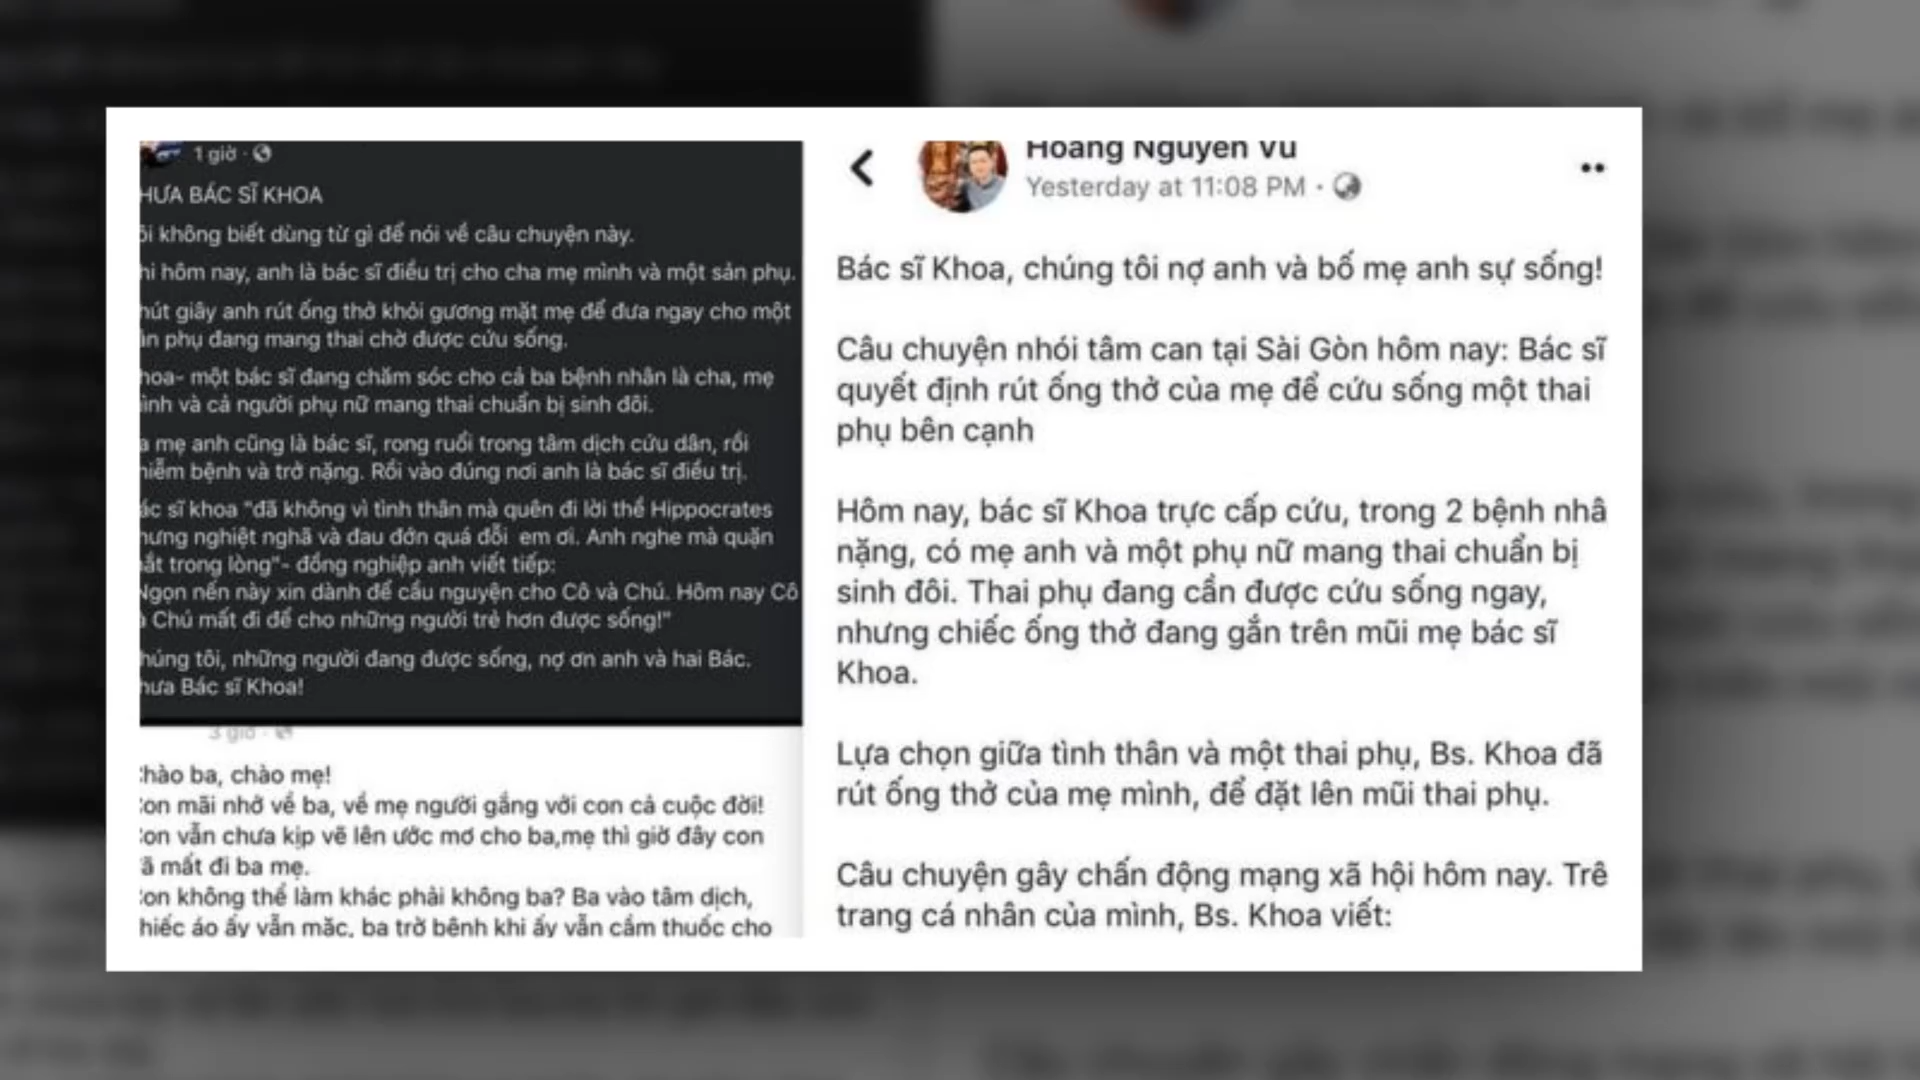 1 giờ
HƯA BÁC SĨ KHOA
ôi không biết dùng từ gì để nói về câu chuyện này.
hi hôm nay, anh là bác sĩ điều trị cho cha mẹ mình và một sản phụ.
hút giây anh rút ống thở khỏi gương mặt mẹ để đưa ngay cho một
ản phụ đang mang thai chờ được cứu sống.
hoa- một bác sĩ đang chăm sóc cho cả ba bệnh nhân là cha, mẹ
ình và cả người phụ nữ mang thai chuẩn bị sinh đôi.
a mẹ anh cũng là bác sĩ, rong ruổi trong tâm dịch cứu dân, rồi
hiễm bệnh và trở nặng. Rồi vào đúng nơi anh là bác sĩ điều trị.
ác sĩ khoa "đã không vì tình thân mà quên đi lời thề Hippocrates
hưng nghiệt nghã và đau đớn quá đỗi em ơi. Anh nghe mà quặn
ắt trong lòng"- đồng nghiệp anh viết tiếp:
Ngọn nến này xin dành để cầu nguyện cho Cô và Chú. Hôm nay Cô
à Chú mất đi để cho những người trẻ hơn được sống!"
húng tôi, những người đang được sống, nợ ơn anh và hai Bác.
hưa Bác sĩ Khoa!
3 giờ
hào ba, chào mẹ!
on mãi nhớ về ba, về mẹ người gắng với con cả cuộc đời!
on vẫn chưa kịp vẽ lên ước mơ cho ba,mẹ thì giờ đây con
ã mất đi ba mẹ.
on không thể làm khác phải không ba? Ba vào tâm dịch,
hiếc áo ấy vẫn mặc, ba trở bệnh khi ấy vẫn cầm thuốc cho
Hoàng Nguyên Vũ
Yesterday at 11:08 PM
Bác sĩ Khoa, chúng tôi nợ anh và bố mẹ anh sự sống!
Câu chuyện nhói tâm can tại Sài Gòn hôm nay: Bác sĩ
quyết định rút ống thở của mẹ để cứu sống một thai
phụ bên cạnh
Hôm nay, bác sĩ Khoa trực cấp cứu, trong 2 bệnh nhâ
nặng, có mẹ anh và một phụ nữ mang thai chuẩn bị
sinh đôi. Thai phụ đang cần được cứu sống ngay,
nhưng chiếc ống thở đang gắn trên mũi mẹ bác sĩ
Khoa.
Lựa chọn giữa tình thân và một thai phụ, Bs. Khoa đã
rút ống thở của mẹ mình, để đặt lên mũi thai phụ.
Câu chuyện gây chấn động mạng xã hội hôm nay. Trê
trang cá nhân của mình, Bs. Khoa viết: